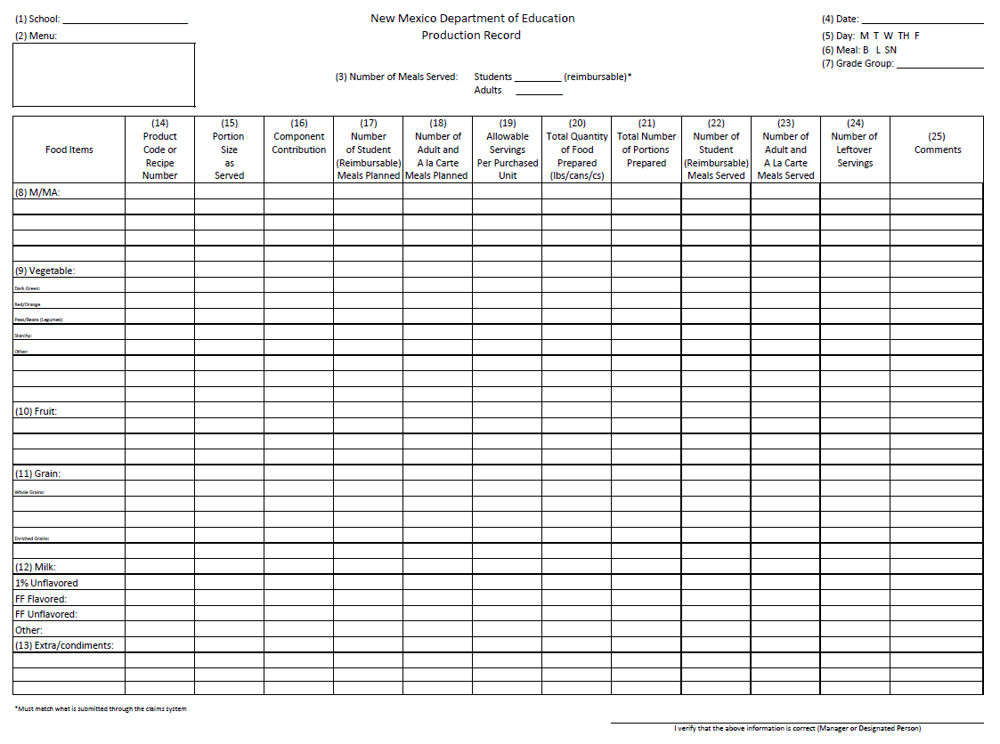 (1) School: ____________________
New Mexico Department of Education
(4) Date: ____________________
(2) Menu:
Production Record
(5) Day: M T W TH F
(6) Meal: B L SN
(7) Grade Group: ______________
(3) Number of Meals Served: Students ________ (reimbursable)*
Adults ________
Food Items
(14)
Product
Code or
Recipe
Number
(15)
Portion
Size
as
Served
(16)
Component
Contribution
(17)
Number
of Student
(Reimbursable)
Meals Planned
(18)
Number of
Adult and
A la Carte
Meals Planned
(19)
Allowable
Servings
Per Purchased
Unit
(20)
Total Quantity
of Food
Prepared
(lbs/cans/cs)
(21)
Total Number
of Portions
Prepared
(22)
Number of
Student
(Reimbursable)
Meals Served
(23)
Number of
Adult and
A La Carte
Meals Served
(24)
Number of
Leftover
Servings
(25)
Comments
(8) M/MA:
(9) Vegetable:
Dark Green:
Red/Orange
Peas/Beans (Legumes):
Starchy:
Other:
(10) Fruit:
(11) Grain:
Whole Grains:
Enriched Grains:
(12) Milk:
1% Unflavored
FF Flavored:
FF Unflavored:
Other:
(13) Extra/condiments:
*Must match what is submitted through the claims system
I verify that the above information is correct (Manager or Designated Person)